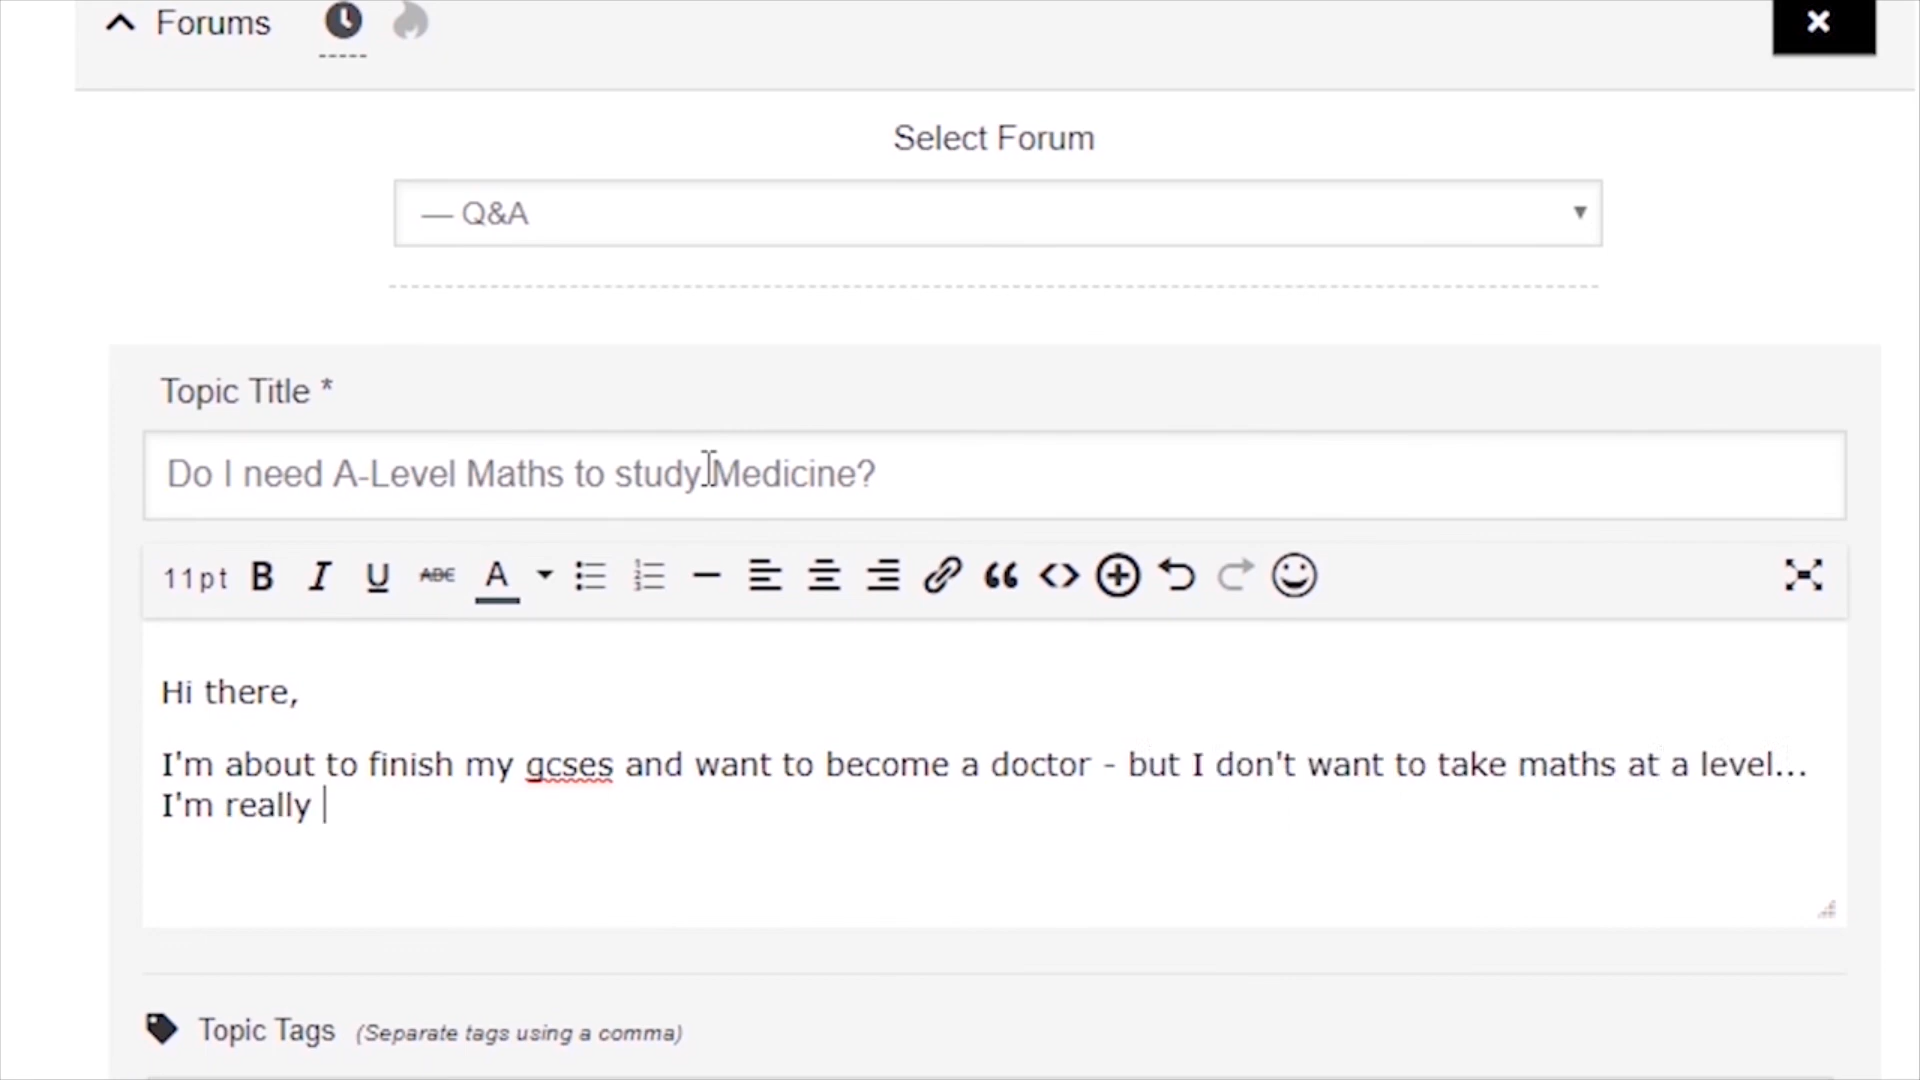 Forums
Select Forum
— Q&A
Topic Title *
Do I need A-Level Maths to study Medicine?
11pt B I U ABC A
Hi there,
I'm about to finish my gcses and want to become a doctor - but I don't want to take maths at a level...
I'm really
Topic Tags (Separate tags using a comma)